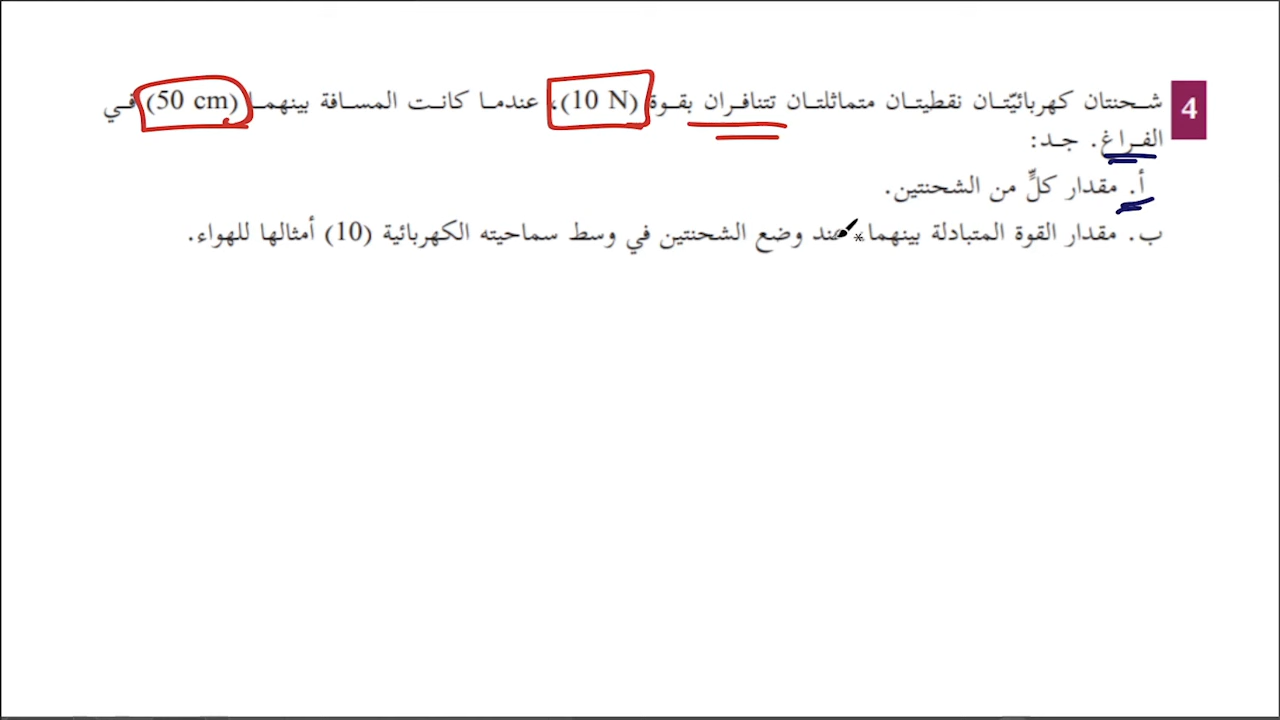 4
شحنتان كهربائيّتان نقطيتان متماثلتان تتنافران بقوة (10 N)، عندما كانت المسافة بينهما (50 cm) في
الفراغ. جد:
أ. مقدار كلٍّ من الشحنتين.
ب. مقدار القوة المتبادلة بينهما عند وضع الشحنتين في وسط سماحيته الكهربائية (10) أمثالها للهواء.